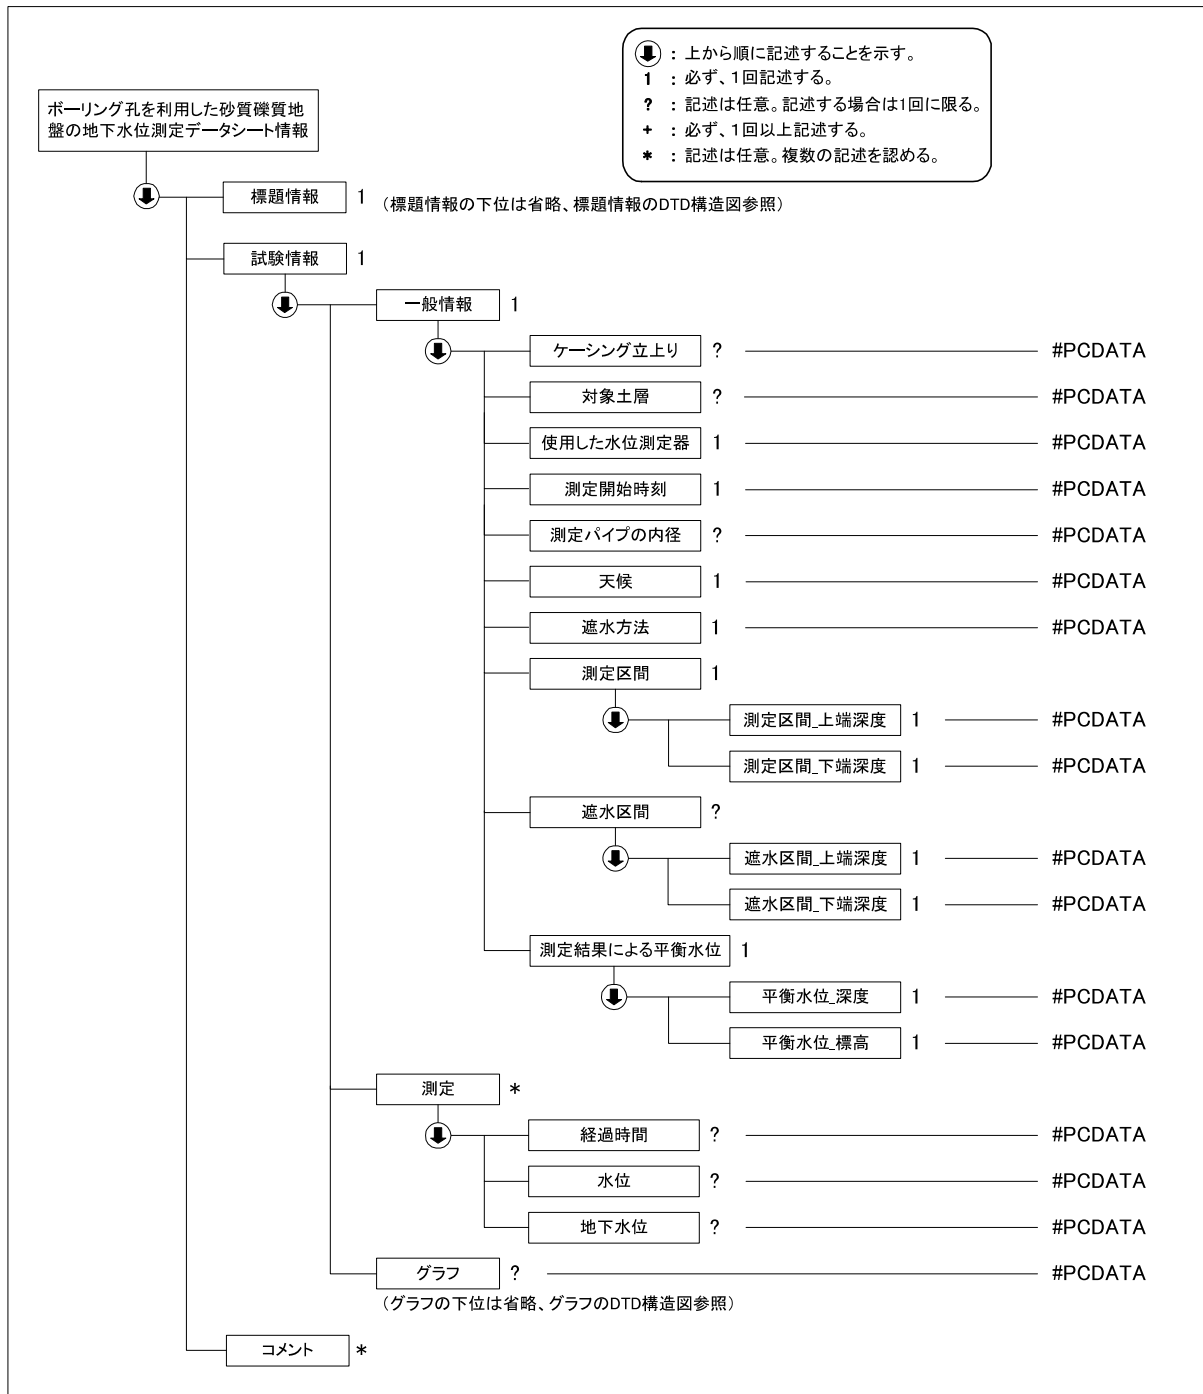 : 上から順に記述することを示す。
1 : 必ず、1回記述する。
? : 記述は任意。記述する場合は1回に限る。
+ : 必ず、1回以上記述する。
* : 記述は任意。複数の記述を認める。
ボーリング孔を利用した砂質礫質地
盤の地下水位測定データシート情報
標題情報 1 (標題情報の下位は省略、標題情報のDTD構造図参照)
試験情報 1
一般情報 1
ケーシング立上り ? #PCDATA
対象土層 ? #PCDATA
使用した水位測定器 1 #PCDATA
測定開始時刻 1 #PCDATA
測定パイプの内径 ? #PCDATA
天候 1 #PCDATA
遮水方法 1 #PCDATA
測定区間 1
測定区間_上端深度 1 #PCDATA
測定区間_下端深度 1 #PCDATA
遮水区間 ?
遮水区間_上端深度 1 #PCDATA
遮水区間_下端深度 1 #PCDATA
測定結果による平衡水位 1
平衡水位_深度 1 #PCDATA
平衡水位_標高 1 #PCDATA
測定 *
経過時間 ? #PCDATA
水位 ? #PCDATA
地下水位 ? #PCDATA
グラフ ? #PCDATA
(グラフの下位は省略、グラフのDTD構造図参照)
コメント *